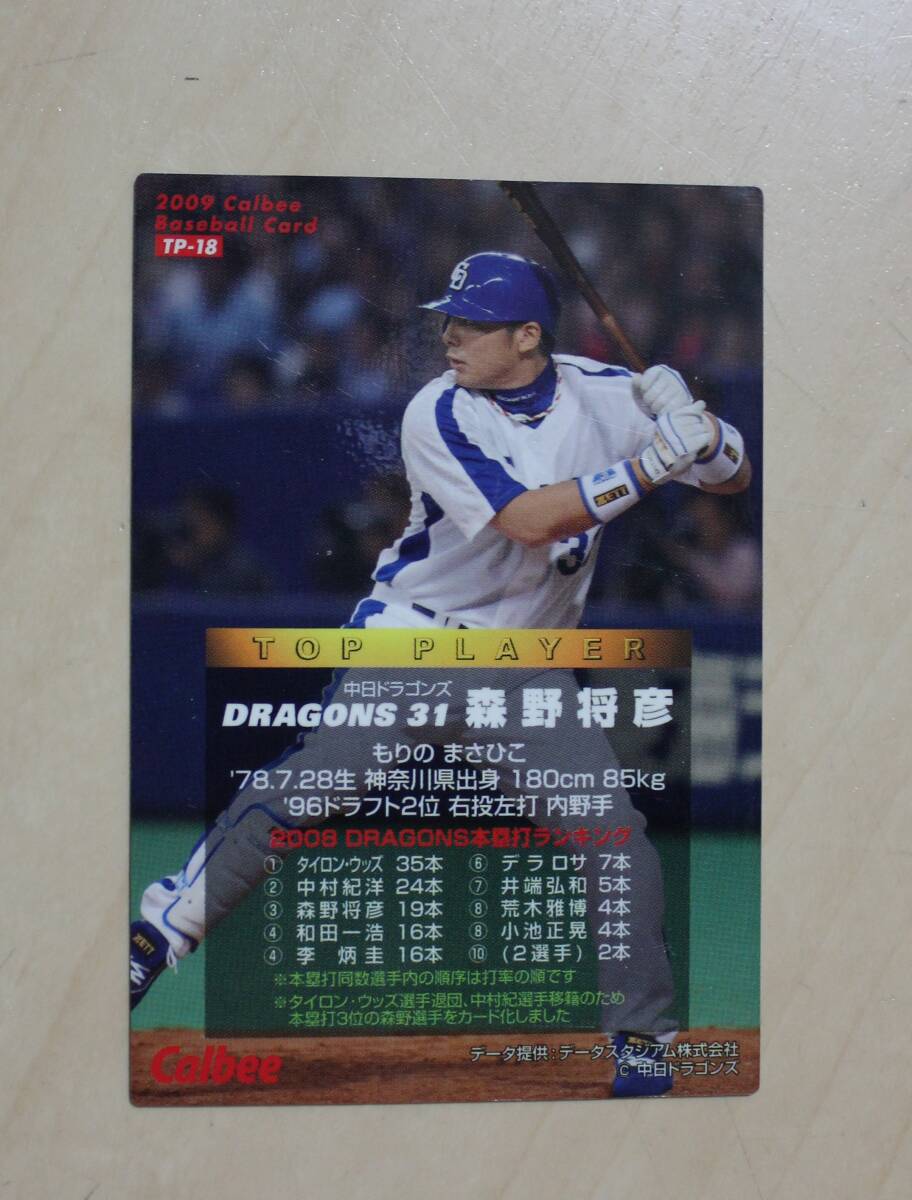 2009 Calbee
Baseball Card
TP-18
ZETT
3
TOP PLAYER
中日ドラゴンズ
DRAGONS 31 森野将彦
もりの まさひこ
'78.7.28生 神奈川県出身 180cm 85kg
'96ドラフト2位 右投左打 内野手
2008 DRAGONS本塁打ランキング
① タイロン・ウッズ 35本 ⑥ デラロサ 7本
② 中村紀洋 24本 ⑦ 井端弘和 5本
③ 森野将彦 19本 ⑧ 荒木雅博 4本
④ 和田一浩 16本 ⑧ 小池正晃 4本
④ 李 炳圭 16本 ⑩ (2選手) 2本
※本塁打同数選手内の順序は打率の順です
※タイロン・ウッズ選手退団、中村紀選手移籍のため
本塁打3位の森野選手をカード化しました
ZETT
Calbee
データ提供:データスタジアム株式会社
© 中日ドラゴンズ